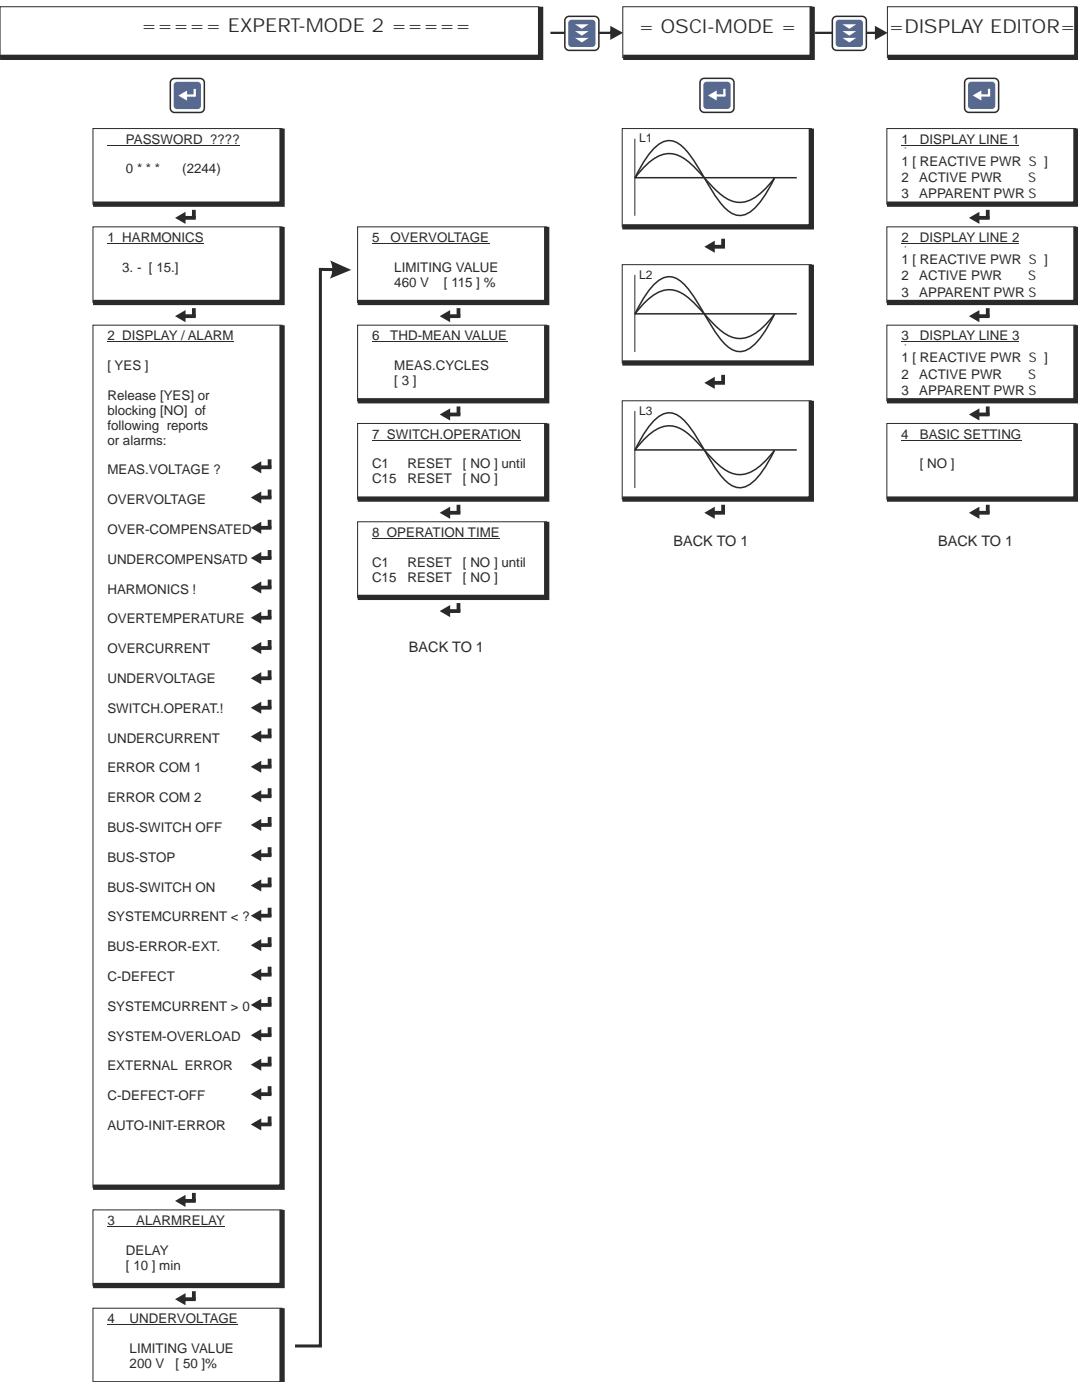 ===== EXPERT-MODE 2 =====
= OSCI-MODE =
=DISPLAY EDITOR=
PASSWORD ????
0 * * * (2244)
1 HARMONICS
3. - [ 15.]
2 DISPLAY / ALARM
[ YES ]
Release [YES] or
blocking [NO] of
following reports
or alarms:
MEAS.VOLTAGE ?
OVERVOLTAGE
OVER-COMPENSATED
UNDERCOMPENSATD
HARMONICS !
OVERTEMPERATURE
OVERCURRENT
UNDERVOLTAGE
SWITCH.OPERAT.!
UNDERCURRENT
ERROR COM 1
ERROR COM 2
BUS-SWITCH OFF
BUS-STOP
BUS-SWITCH ON
SYSTEMCURRENT < ?
BUS-ERROR-EXT.
C-DEFECT
SYSTEMCURRENT > 0
SYSTEM-OVERLOAD
EXTERNAL ERROR
C-DEFECT-OFF
AUTO-INIT-ERROR
3 ALARMRELAY
DELAY
[ 10 ] min
4 UNDERVOLTAGE
LIMITING VALUE
200 V [ 50 ]%
5 OVERVOLTAGE
LIMITING VALUE
460 V [ 115 ] %
6 THD-MEAN VALUE
MEAS.CYCLES
[ 3 ]
7 SWITCH.OPERATION
C1 RESET [ NO ] until
C15 RESET [ NO ]
8 OPERATION TIME
C1 RESET [ NO ] until
C15 RESET [ NO ]
BACK TO 1
L1
L2
L3
BACK TO 1
1 DISPLAY LINE 1
1 [ REACTIVE PWR S ]
2 ACTIVE PWR S
3 APPARENT PWR S
2 DISPLAY LINE 2
1 [ REACTIVE PWR S ]
2 ACTIVE PWR S
3 APPARENT PWR S
3 DISPLAY LINE 3
1 [ REACTIVE PWR S ]
2 ACTIVE PWR S
3 APPARENT PWR S
4 BASIC SETTING
[ NO ]
BACK TO 1